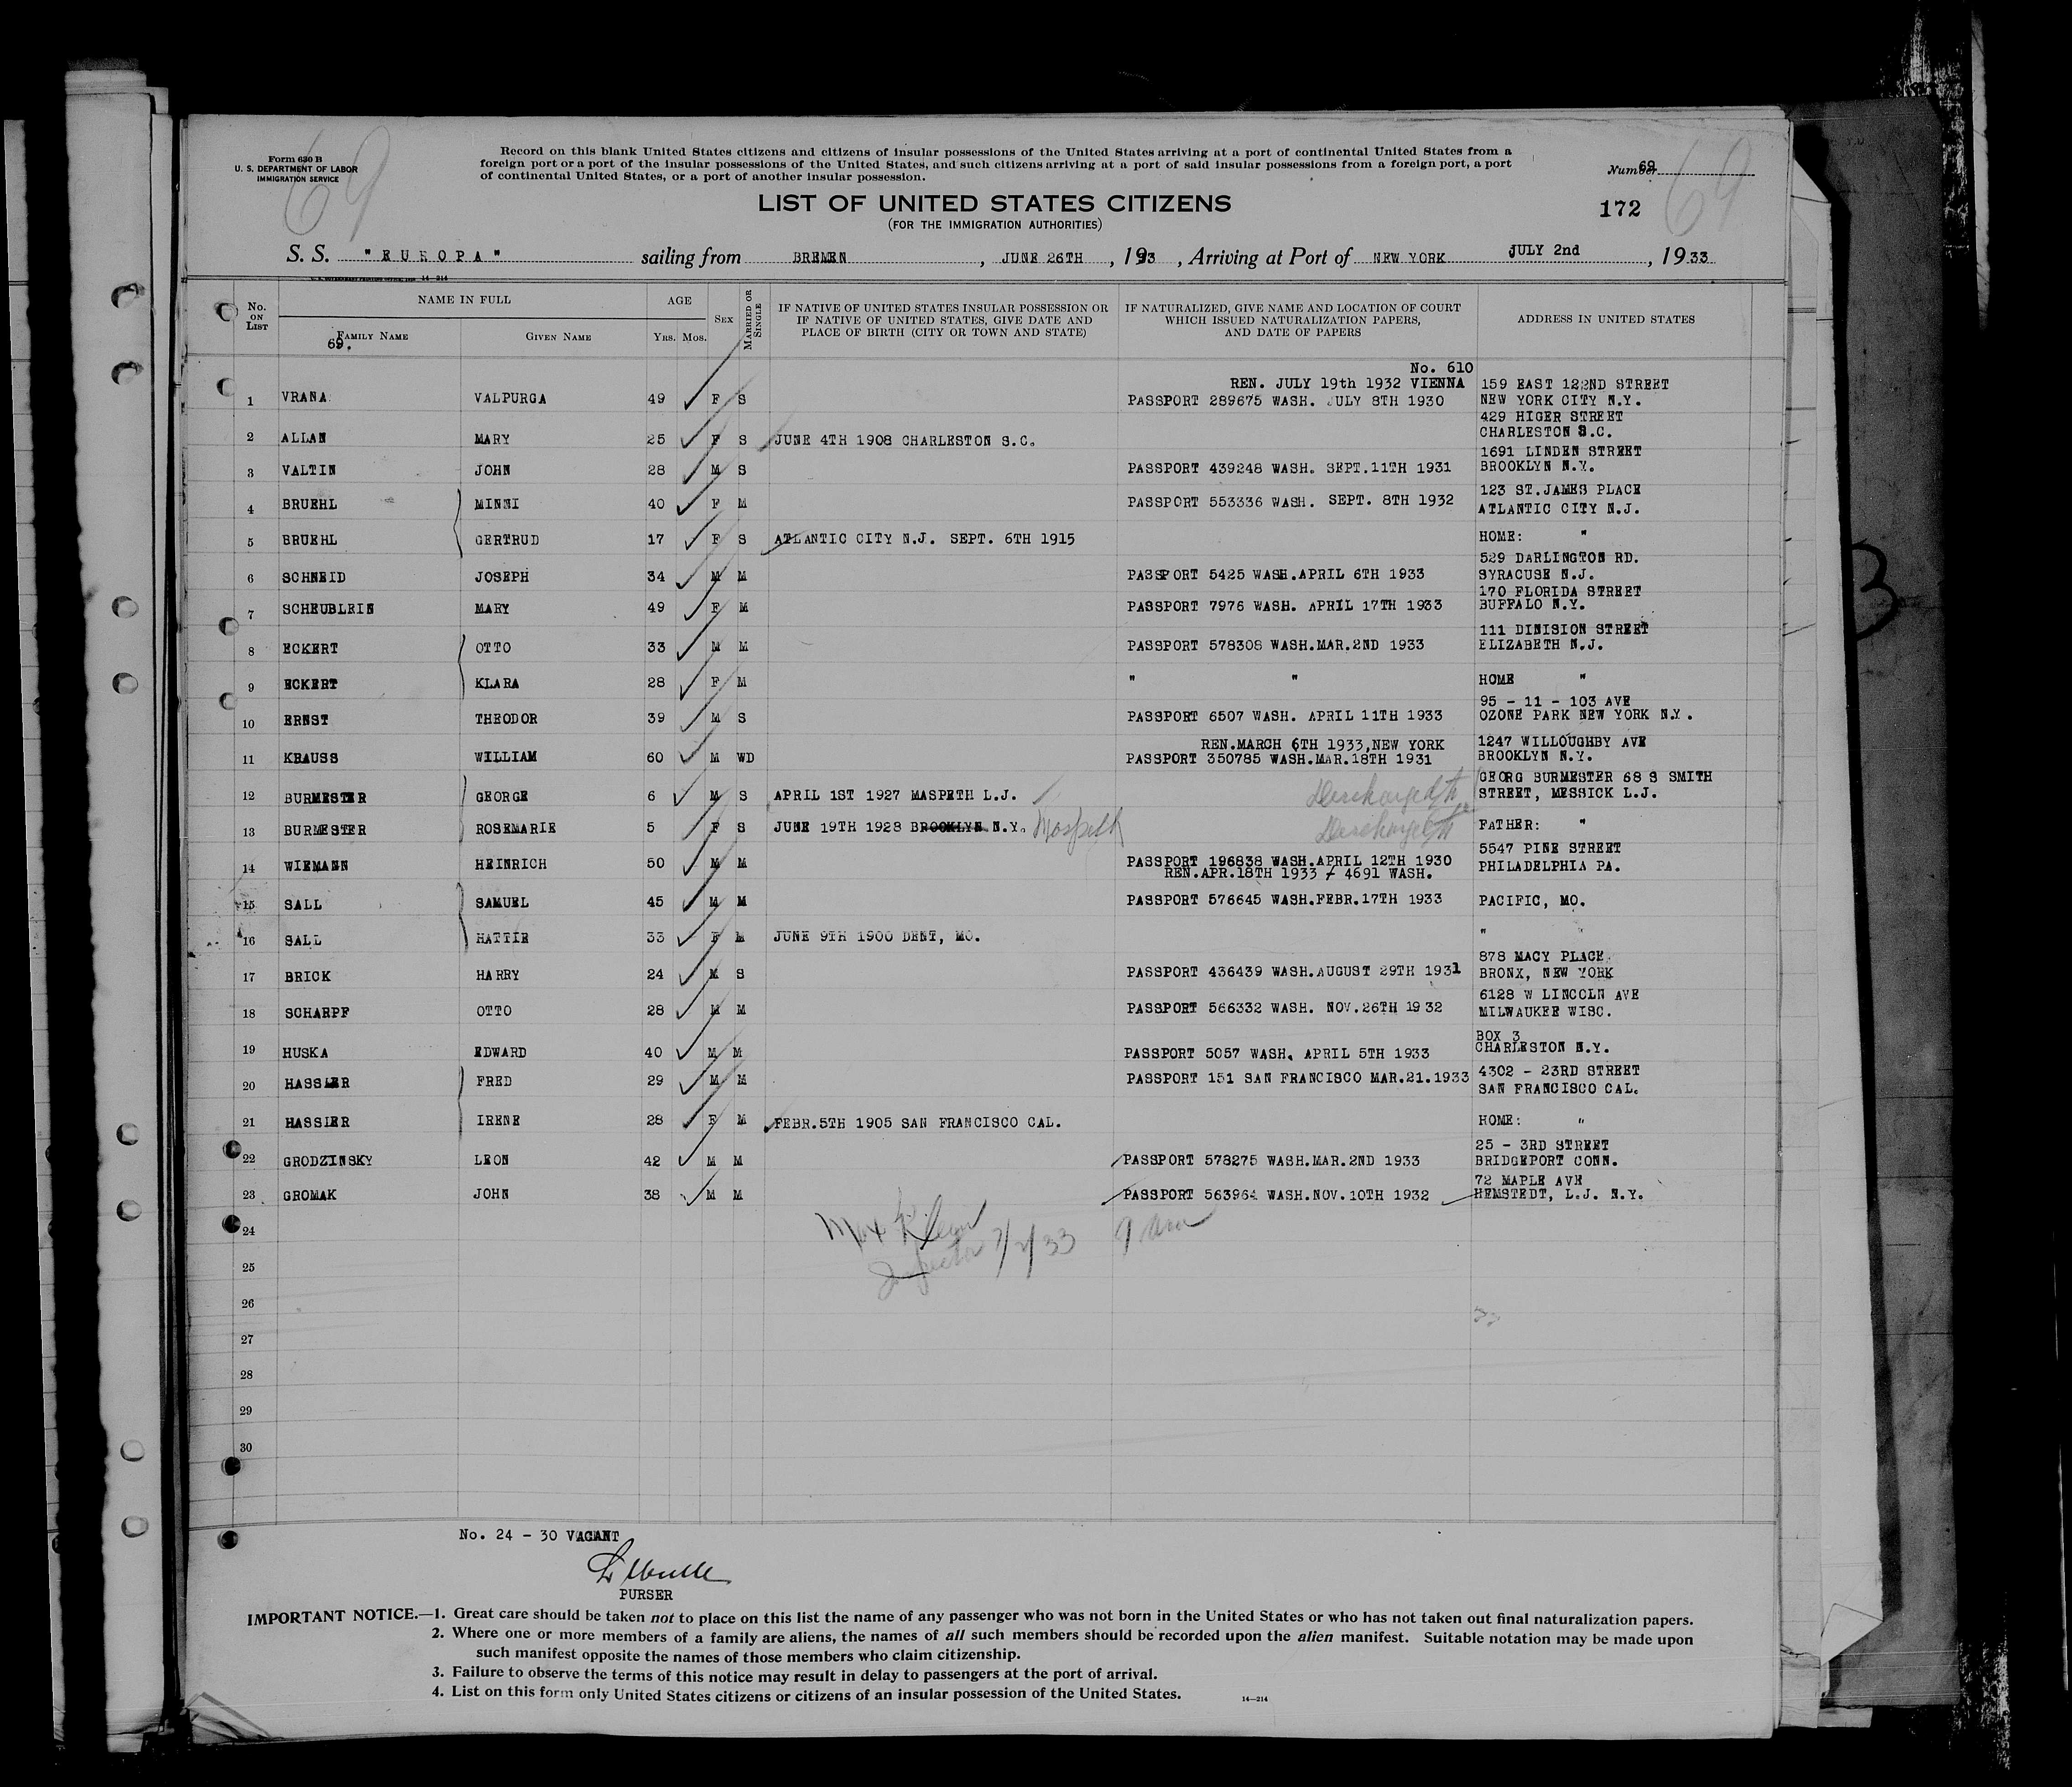 69
69
Form 630 B
U. S. DEPARTMENT OF LABOR
IMMIGRATION SERVICE
Record on this blank United States citizens and citizens of insular possessions of the United States arriving at a port of continental United States from a
foreign port or a port of the insular possessions of the United States, and such citizens arriving at a port of said insular possessions from a foreign port, a port
of continental United States, or a port of another insular possession.
Number 69
LIST OF UNITED STATES CITIZENS
(FOR THE IMMIGRATION AUTHORITIES)
172
S. S. "EUROPA" sailing from BREMEN, JUNE 26TH, 1933, Arriving at Port of NEW YORK JULY 2nd, 1933
No. ON LIST NAME IN FULL AGE SEX MARRIED OR SINGLE IF NATIVE OF UNITED STATES INSULAR POSSESSION OR IF NATIVE OF UNITED STATES, GIVE DATE AND PLACE OF BIRTH (CITY OR TOWN AND STATE) IF NATURALIZED, GIVE NAME AND LOCATION OF COURT WHICH ISSUED NATURALIZATION PAPERS, AND DATE OF PAPERS ADDRESS IN UNITED STATES
FAMILY NAME GIVEN NAME YRS. MOS.
69.
No. 610
REN. JULY 19th 1932 VIENNA 159 EAST 122ND STREET
1 VRANA VALPURGA 49 F S PASSPORT 289675 WASH. JULY 8TH 1930 NEW YORK CITY N.Y.
429 HIGER STREET
2 ALLAN MARY 25 F S JUNE 4TH 1908 CHARLESTON S.C. CHARLESTON S.C.
1691 LINDEN STREET
3 VALTIN JOHN 28 M S PASSPORT 439248 WASH. SEPT.11TH 1931 BROOKLYN N.Y.
123 ST.JAMES PLACE
4 BRUEHL MINNI 40 F M PASSPORT 553336 WASH. SEPT. 8TH 1932 ATLANTIC CITY N.J.
5 BRUEHL GERTRUD 17 F S ATLANTIC CITY N.J. SEPT. 6TH 1915 HOME: "
529 DARLINGTON RD.
6 SCHNEID JOSEPH 34 M M PASSPORT 5425 WASH.APRIL 6TH 1933 SYRACUSE N.J.
170 FLORIDA STREET
7 SCHEUBLEIN MARY 49 F M PASSPORT 7976 WASH. APRIL 17TH 1933 BUFFALO N.Y.
111 DINISION STREET
8 ECKERT OTTO 33 M M PASSPORT 578308 WASH.MAR.2ND 1933 ELIZABETH N.J.
9 ECKERT KLARA 28 F M " " HOME "
95 - 11 - 103 AVE
10 ERNST THEODOR 39 M S PASSPORT 6507 WASH. APRIL 11TH 1933 OZONE PARK NEW YORK N.Y.
REN.MARCH 6TH 1933,NEW YORK 1247 WILLOUGHBY AVE
11 KRAUSS WILLIAM 60 M WD PASSPORT 350785 WASH.MAR.18TH 1931 BROOKLYN N.Y.
GEORG BURMESTER 68 S SMITH
12 BURMESTER GEORGE 6 M S APRIL 1ST 1927 MASPETH L.J. Discharged STREET, MESSICK L.J.
13 BURMESTER ROSEMARIE 5 F S JUNE 19TH 1928 BROOKLYN N.Y. Maspeth Discharged FATHER: "
5547 PINE STREET
14 WIEMANN HEINRICH 50 M M PASSPORT 196838 WASH.APRIL 12TH 1930 PHILADELPHIA PA.
REN.APR.18TH 1933 / 4691 WASH.
15 SALL SAMUEL 45 M M PASSPORT 576645 WASH.FEBR.17TH 1933 PACIFIC, MO.
16 SALL HATTIE 33 F M JUNE 9TH 1900 DENT, MO. " "
878 MACY PLACE
17 BRICK HARRY 24 M S PASSPORT 436439 WASH.AUGUST 29TH 1931 BRONX, NEW YORK
6128 W LINCOLN AVE
18 SCHARPF OTTO 28 M M PASSPORT 566332 WASH. NOV.26TH 1932 MILWAUKEE WISC.
BOX 3
19 HUSKA EDWARD 40 M M PASSPORT 5057 WASH. APRIL 5TH 1933 CHARLESTON N.Y.
20 HASSLER FRED 29 M M PASSPORT 151 SAN FRANCISCO MAR.21.1933 4302 - 23RD STREET
SAN FRANCISCO CAL.
21 HASSLER IRENE 28 F M FEBR.5TH 1905 SAN FRANCISCO CAL. HOME: "
25 - 3RD STREET
22 GRODZINSKY LEON 42 M M PASSPORT 578275 WASH.MAR.2ND 1933 BRIDGEPORT CONN.
72 MAPLE AVE
23 GROMAK JOHN 38 M M PASSPORT 563964 WASH.NOV.10TH 1932 HEMSTEDT, L.J. N.Y.
24 Max Klein
Inspector 7/2/33
25
26
27
28
29
30
No. 24 - 30 VACANT
PURSER
IMPORTANT NOTICE.—1. Great care should be taken not to place on this list the name of any passenger who was not born in the United States or who has not taken out final naturalization papers.
2. Where one or more members of a family are aliens, the names of all such members should be recorded upon the alien manifest. Suitable notation may be made upon
such manifest opposite the names of those members who claim citizenship.
3. Failure to observe the terms of this notice may result in delay to passengers at the port of arrival.
4. List on this form only United States citizens or citizens of an insular possession of the United States.
14—214